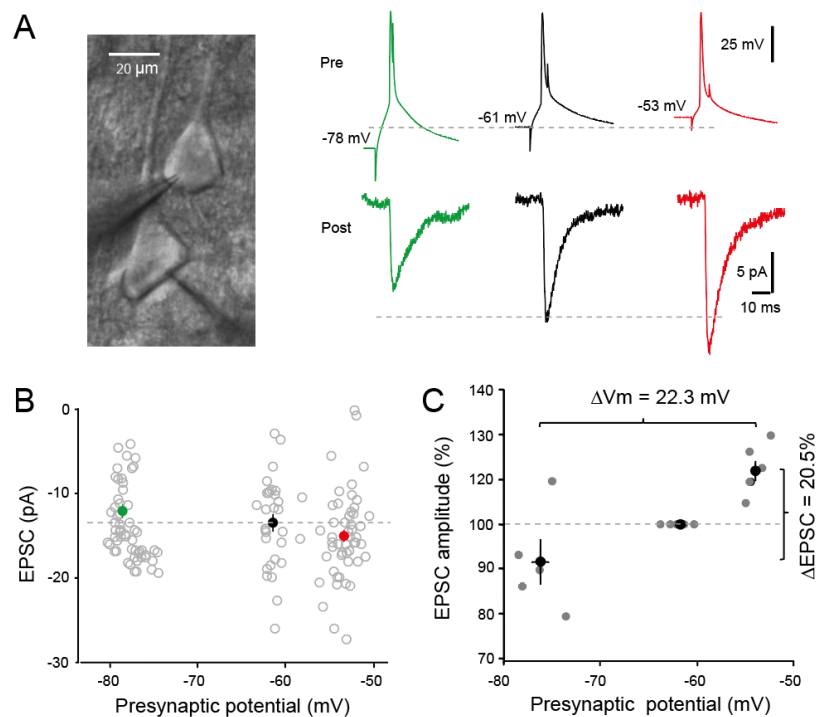 A
20 µm
Pre
25 mV
-78 mV
-61 mV
-53 mV
Post
5 pA
10 ms
B
EPSC (pA)
0
-10
-20
-30
-80
-70
-60
-50
Presynaptic potential (mV)
C
EPSC amplitude (%)
140
130
120
100
90
80
70
-80
-70
-60
-50
Presynaptic potential (mV)
ΔVm = 22.3 mV
ΔEPSC = 20.5%